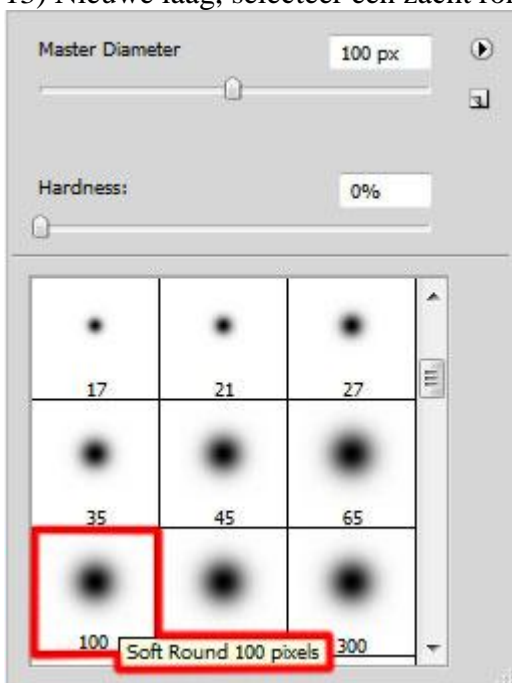 Master Diameter 100 px
Hardness: 0%
17 21 27
35 45 65
100 300
Soft Round 100 pixels